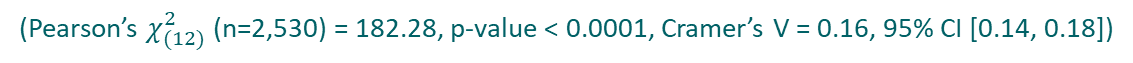 (Pearson’s χ²₍₁₂₎ (n=2,530) = 182.28, p-value < 0.0001, Cramer’s V = 0.16, 95% CI [0.14, 0.18])